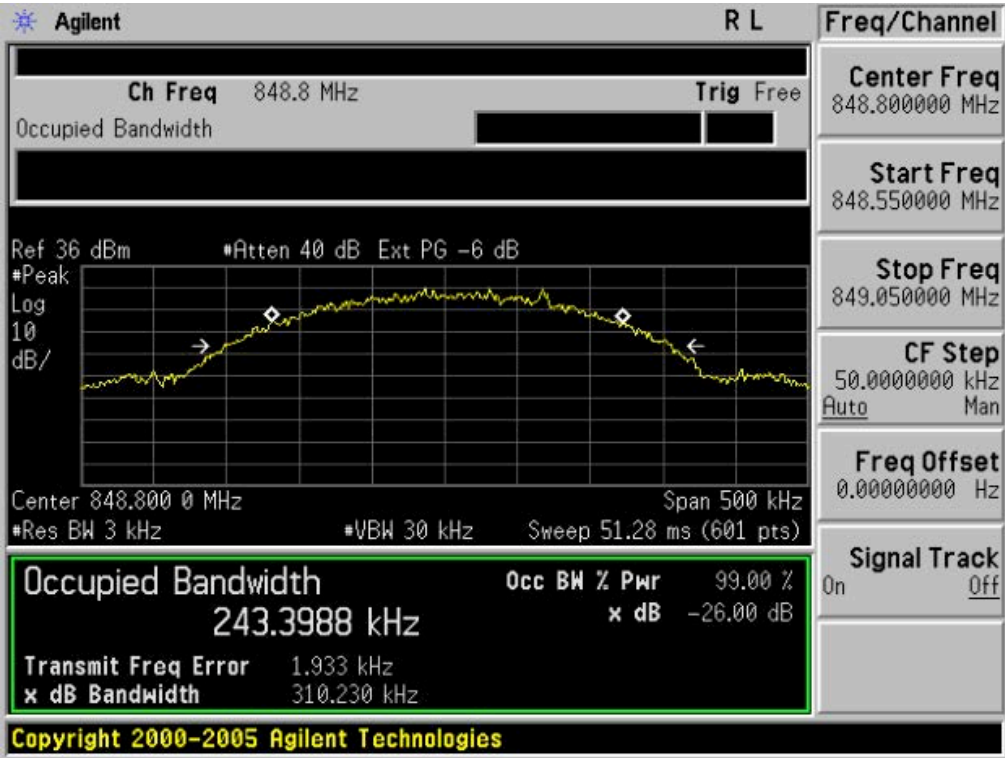 Agilent R L Freq/Channel
Ch Freq 848.8 MHz Trig Free
Occupied Bandwidth
Center Freq
848.800000 MHz
Start Freq
848.550000 MHz
Stop Freq
849.050000 MHz
CF Step
50.0000000 kHz
Auto Man
Freq Offset
0.00000000 Hz
Signal Track
On Off
Ref 36 dBm #Atten 40 dB Ext PG -6 dB
#Peak
Log
10
dB/
Center 848.800 0 MHz Span 500 kHz
#Res BW 3 kHz #VBW 30 kHz Sweep 51.28 ms (601 pts)
Occupied Bandwidth Occ BW % Pwr 99.00 %
243.3988 kHz x dB -26.00 dB
Transmit Freq Error 1.933 kHz
x dB Bandwidth 310.230 kHz
Copyright 2000-2005 Agilent Technologies